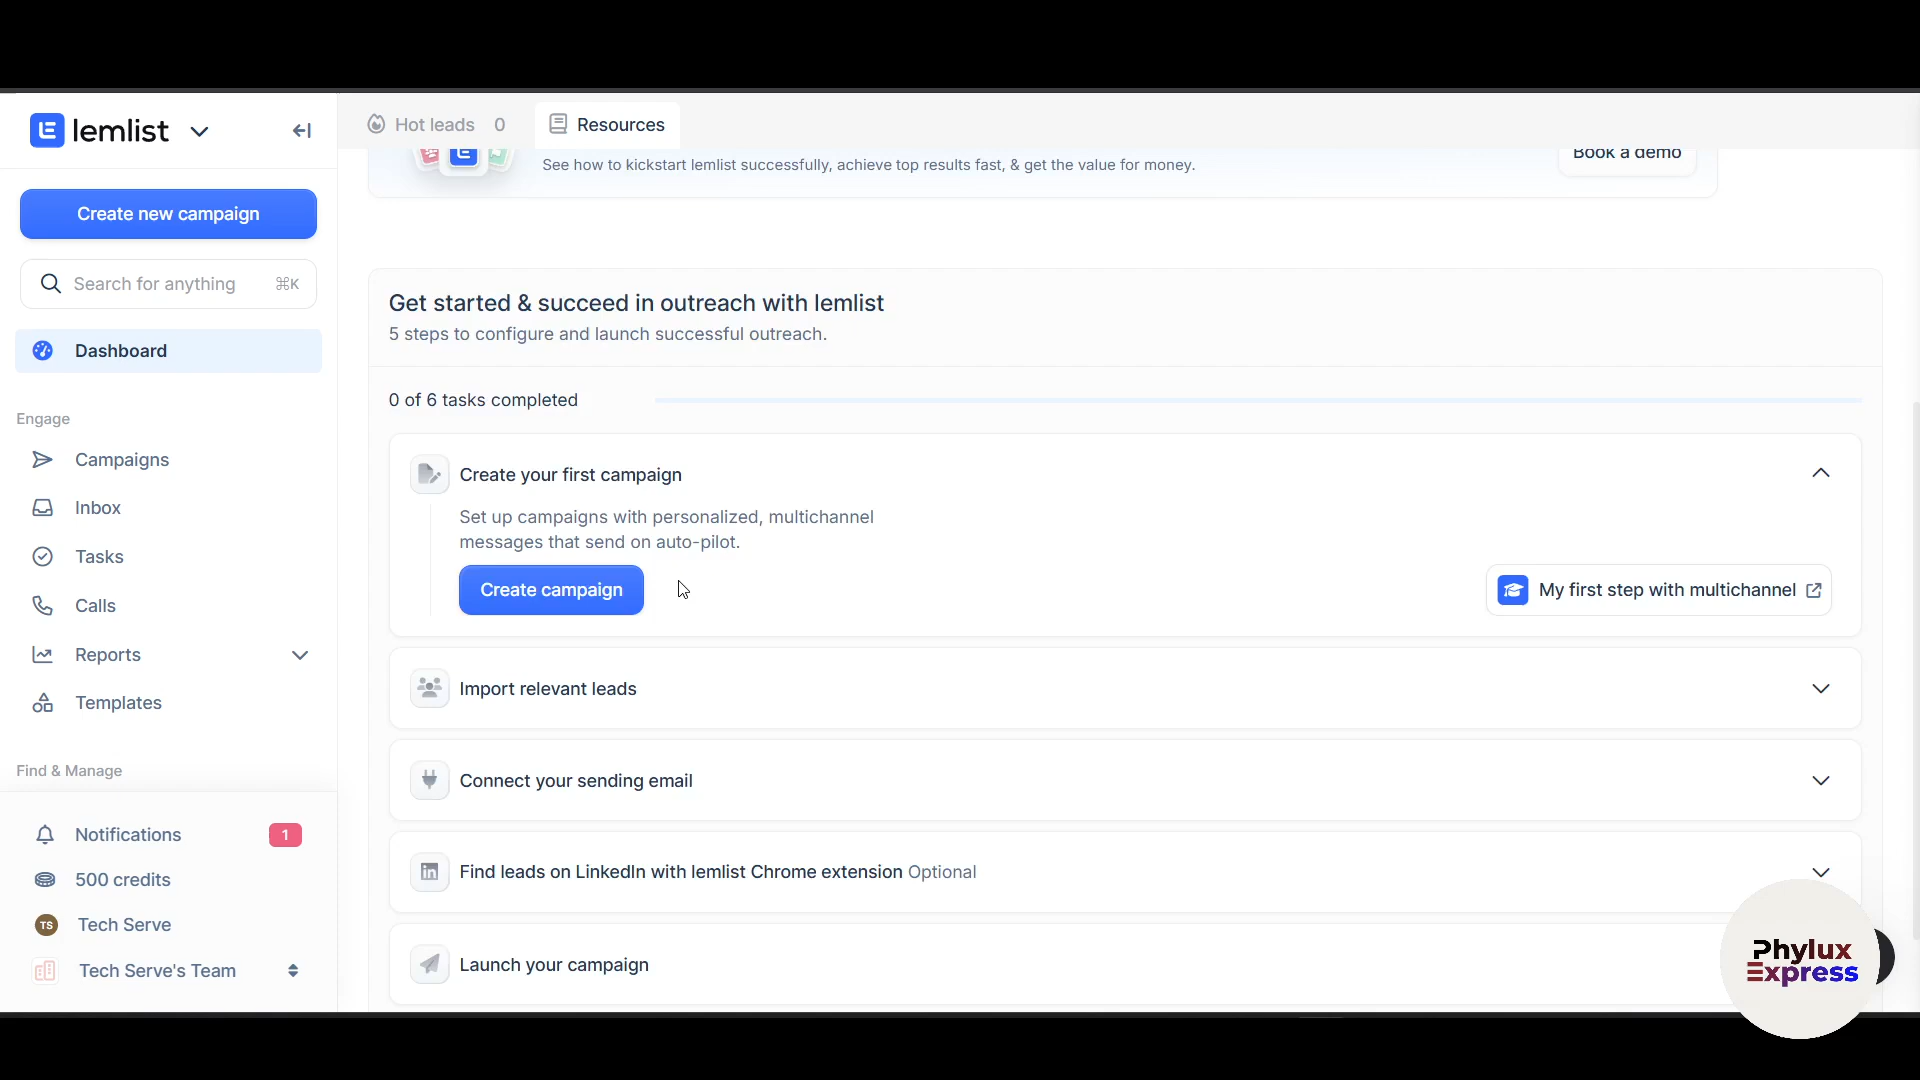 lemlist
Create new campaign
Search for anything ⌘K
Dashboard
Engage
Campaigns
Inbox
Tasks
Calls
Reports
Templates
Find & Manage
Notifications 1
500 credits
TS Tech Serve
Tech Serve's Team
Hot leads 0
Resources
See how to kickstart lemlist successfully, achieve top results fast, & get the value for money.
Book a demo
Get started & succeed in outreach with lemlist
5 steps to configure and launch successful outreach.
0 of 6 tasks completed
Create your first campaign
Set up campaigns with personalized, multichannel
messages that send on auto-pilot.
Create campaign
My first step with multichannel
Import relevant leads
Connect your sending email
Find leads on LinkedIn with lemlist Chrome extension Optional
Launch your campaign
Phylux
Express